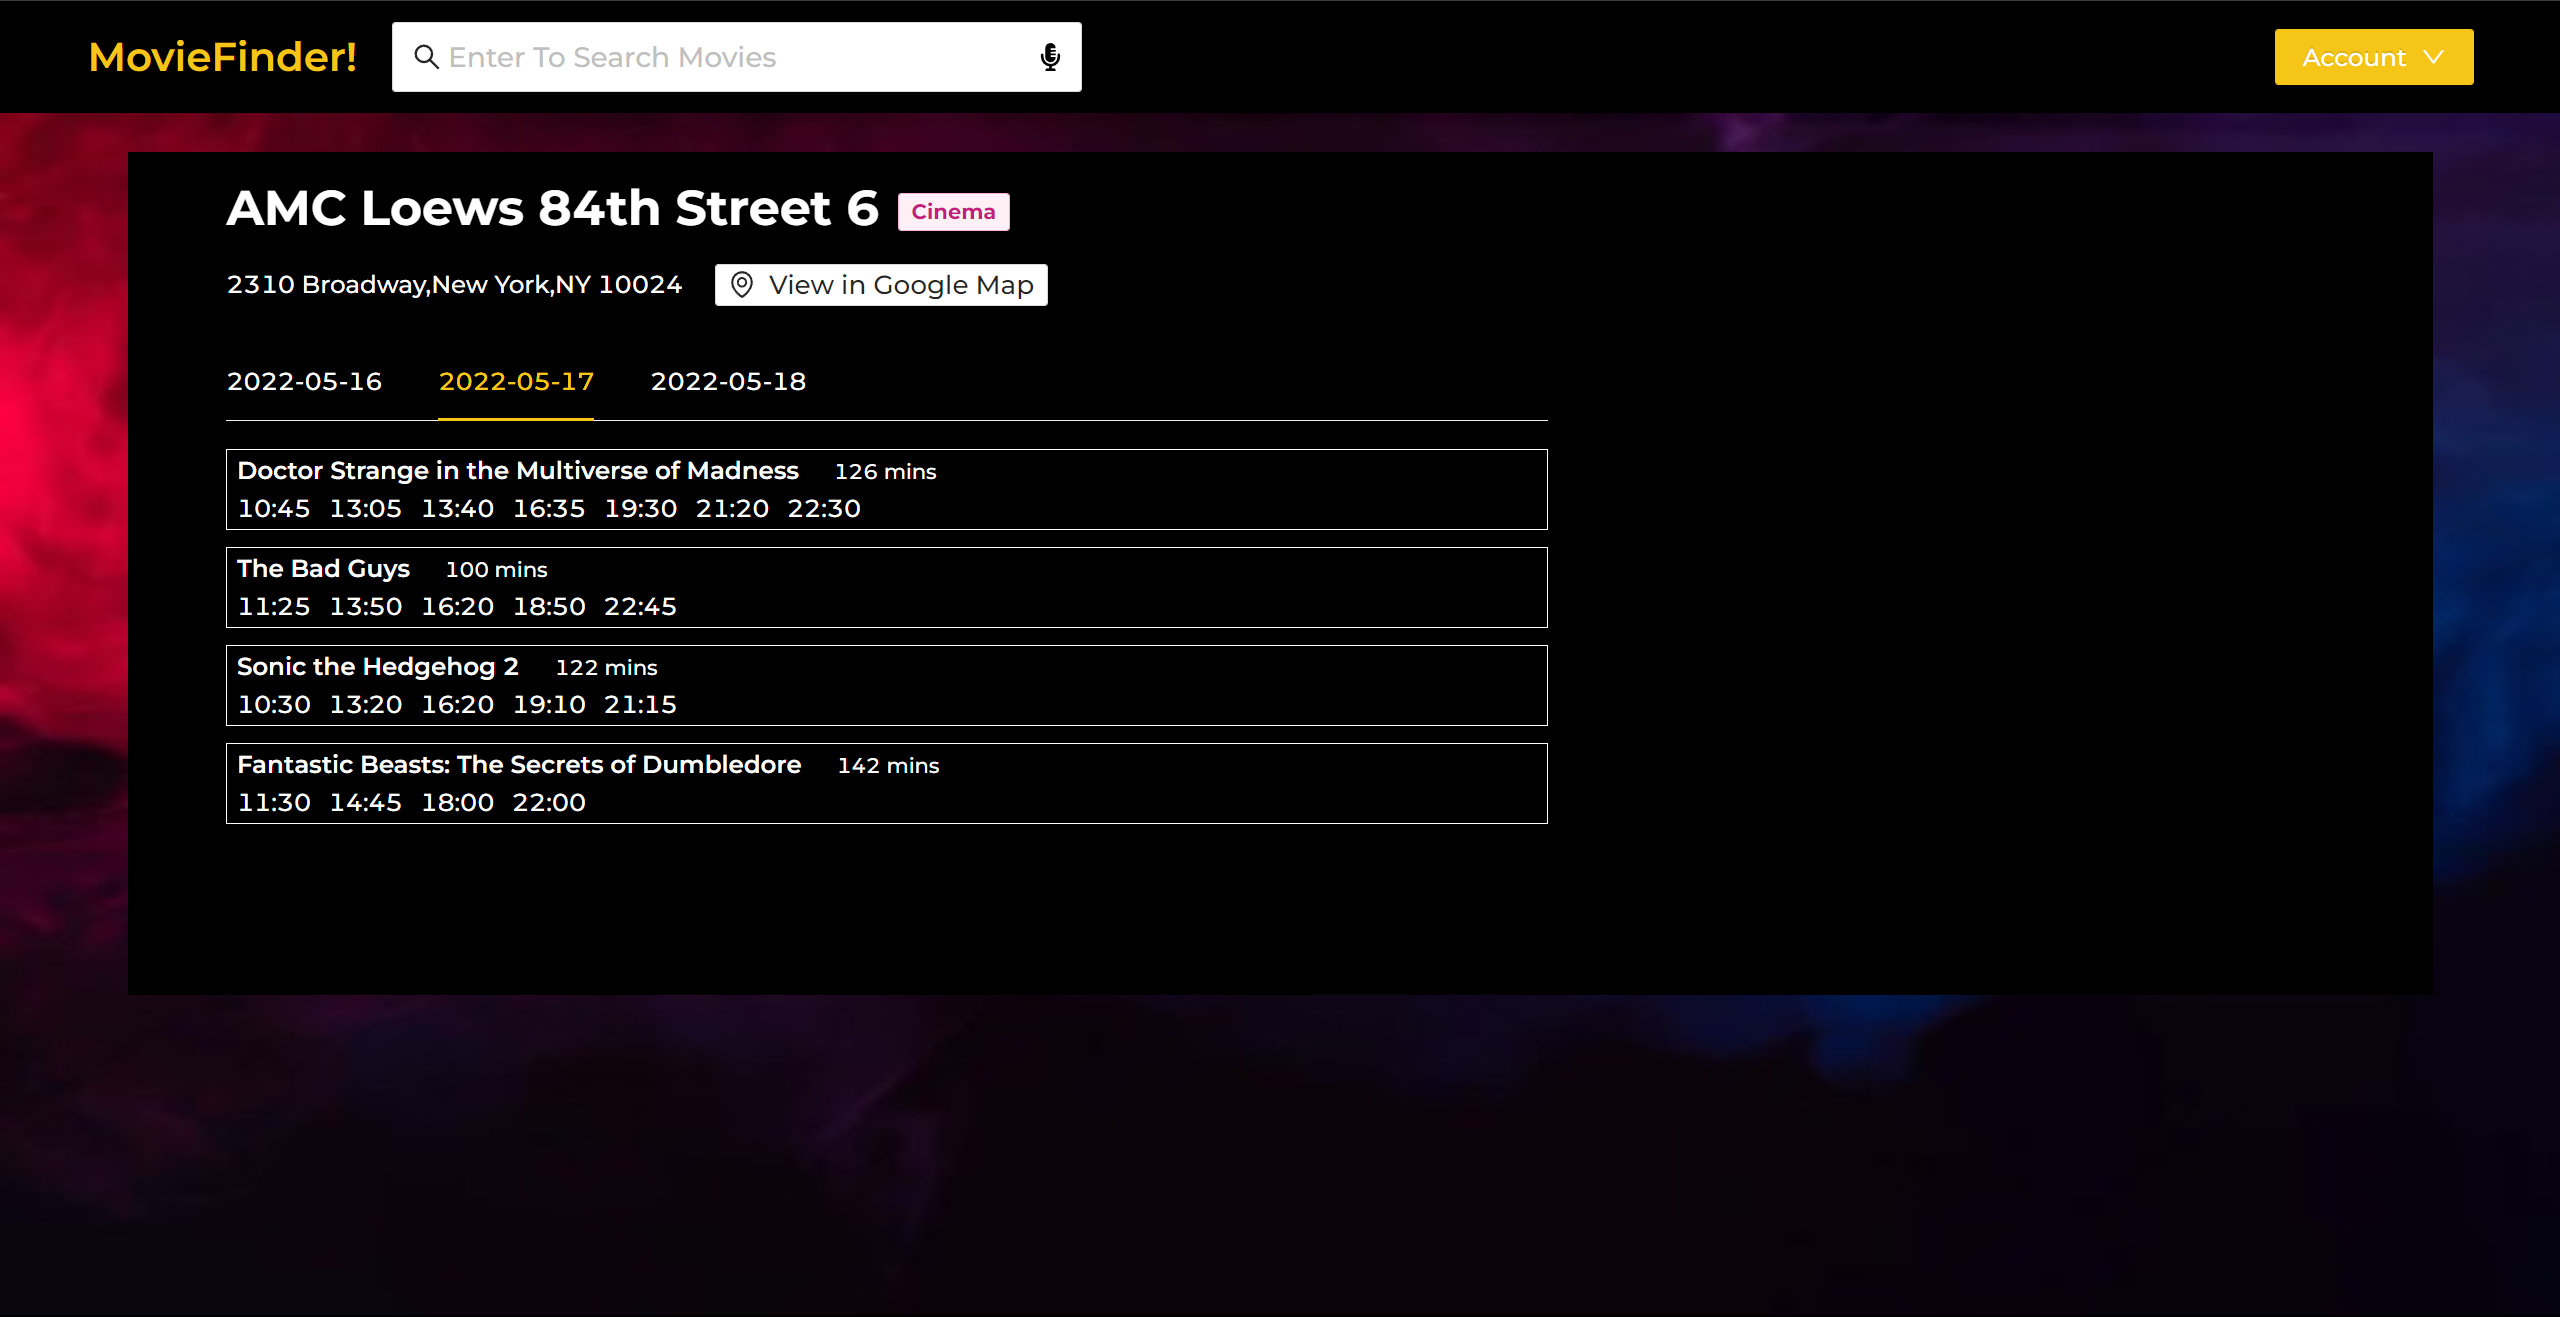 MovieFinder!
Enter To Search Movies
Account
AMC Loews 84th Street 6 Cinema
2310 Broadway,New York,NY 10024 View in Google Map
2022-05-16 2022-05-17 2022-05-18
Doctor Strange in the Multiverse of Madness 126 mins
10:45 13:05 13:40 16:35 19:30 21:20 22:30
The Bad Guys 100 mins
11:25 13:50 16:20 18:50 22:45
Sonic the Hedgehog 2 122 mins
10:30 13:20 16:20 19:10 21:15
Fantastic Beasts: The Secrets of Dumbledore 142 mins
11:30 14:45 18:00 22:00